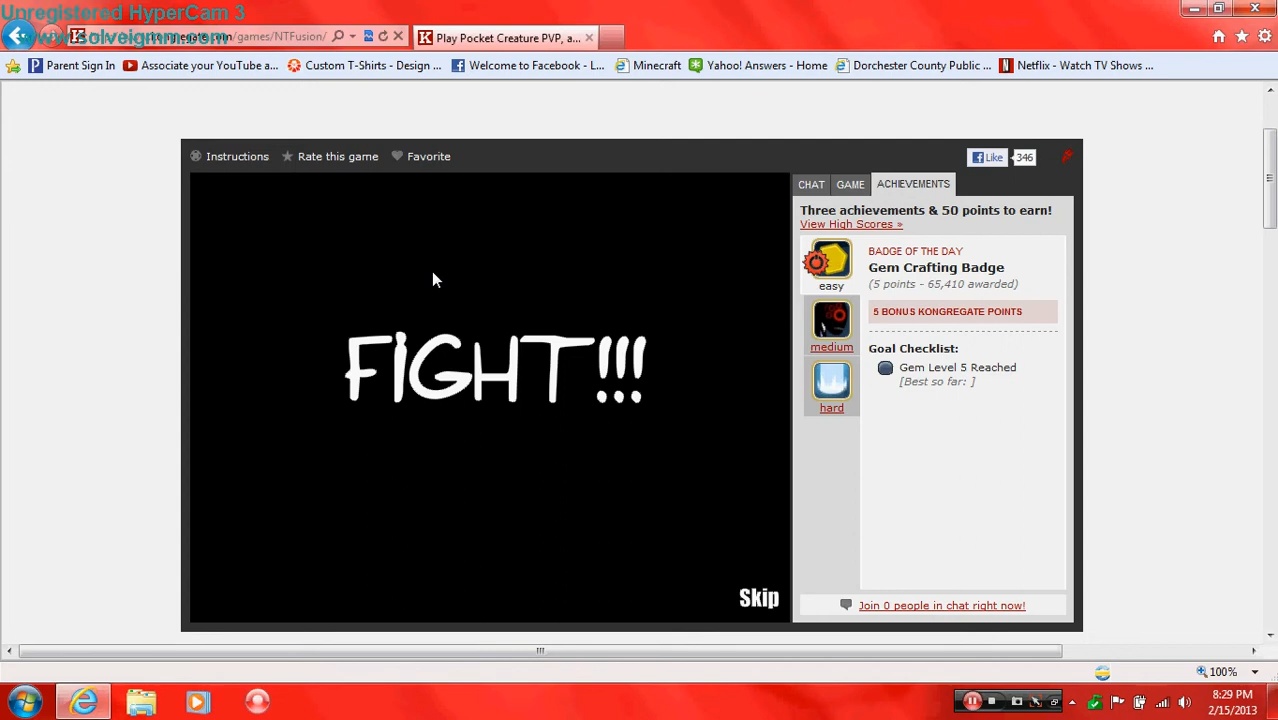 Unregistered HyperCam 3
www.solveigmm.com
/games/NTFusion/
Play Pocket Creature PVP, a...
Parent Sign In
Associate your YouTube a...
Custom T-Shirts - Design ...
Welcome to Facebook - L...
Minecraft
Yahoo! Answers - Home
Dorchester County Public ...
Netflix - Watch TV Shows ...
Instructions
Rate this game
Favorite
Like
346
CHAT
GAME
ACHIEVEMENTS
Three achievements & 50 points to earn!
View High Scores »
BADGE OF THE DAY
Gem Crafting Badge
(5 points - 65,410 awarded)
easy
5 BONUS KONGREGATE POINTS
medium
Goal Checklist:
Gem Level 5 Reached
[Best so far: ]
hard
FIGHT!!!
Skip
Join 0 people in chat right now!
100%
8:29 PM
2/15/2013